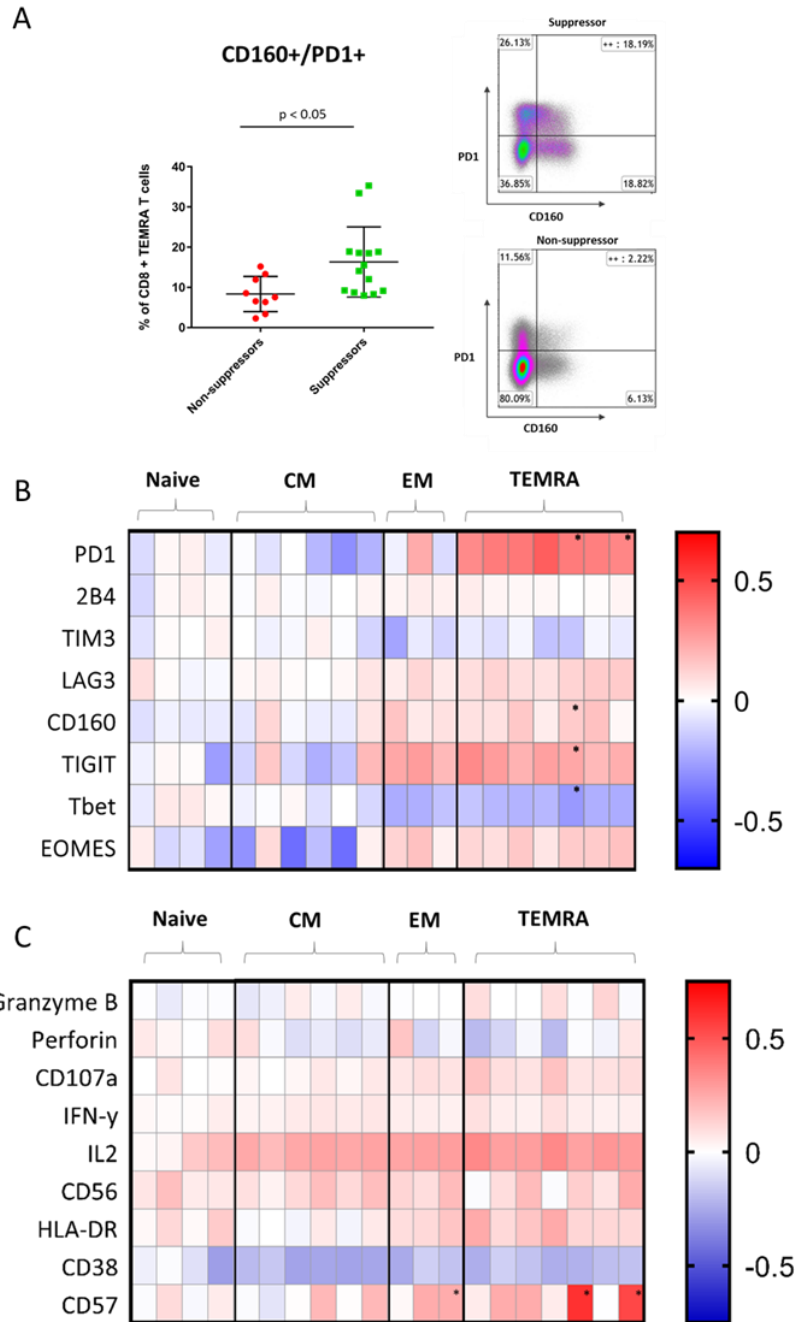 A
CD160+/PD1+
p < 0.05
% of CD8 + TEMRA T cells
40
30
20
10
0
Non-suppressors
Suppressors
Suppressor
26.13%
++ : 18.19%
PD1
36.85%
18.82%
CD160
Non-suppressor
11.56%
++ : 2.22%
PD1
80.09%
6.13%
CD160
B
Naive
CM
EM
TEMRA
PD1
2B4
TIM3
LAG3
CD160
TIGIT
Tbet
EOMES
* *
*
*
*
0.5
0
-0.5
C
Naive
CM
EM
TEMRA
Granzyme B
Perforin
CD107a
IFN-y
IL2
CD56
HLA-DR
CD38
CD57
* * *
0.5
0
-0.5